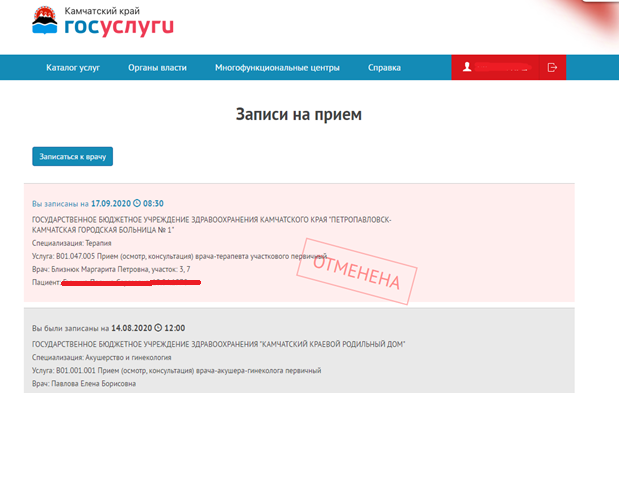 Камчатский край
госуслуги
Каталог услуг Органы власти Многофункциональные центры Справка
Записи на прием
Записаться к врачу
Вы записаны на 17.09.2020 08:30
ГОСУДАРСТВЕННОЕ БЮДЖЕТНОЕ УЧРЕЖДЕНИЕ ЗДРАВООХРАНЕНИЯ КАМЧАТСКОГО КРАЯ "ПЕТРОПАВЛОВСК-
КАМЧАТСКАЯ ГОРОДСКАЯ БОЛЬНИЦА № 1"
Специализация: Терапия
Услуга: B01.047.005 Прием (осмотр, консультация) врача-терапевта участкового первичный
Врач: Близнюк Маргарита Петровна, участок: 3, 7
Пациент:
ОТМЕНЕНА
Вы были записаны на 14.08.2020 12:00
ГОСУДАРСТВЕННОЕ БЮДЖЕТНОЕ УЧРЕЖДЕНИЕ ЗДРАВООХРАНЕНИЯ "КАМЧАТСКИЙ КРАЕВОЙ РОДИЛЬНЫЙ ДОМ"
Специализация: Акушерство и гинекология
Услуга: B01.001.001 Прием (осмотр, консультация) врача-акушера-гинеколога первичный
Врач: Павлова Елена Борисовна